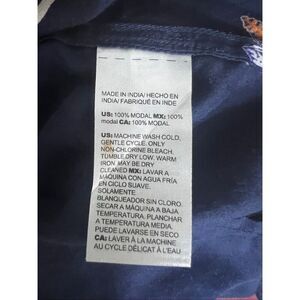 MADE IN INDIA/ HECHO EN
INDIA/ FABRIQUÉ EN INDE
US: 100% MODAL MX: 100%
modal CA: 100% MODAL
US: MACHINE WASH COLD,
GENTLE CYCLE. ONLY
NON-CHLORINE BLEACH,
TUMBLE DRY LOW. WARM
IRON MAY BE DRY
CLEANED MX: LAVAR A
MÁQUINA CON AGUA FRÍA
EN CICLO SUAVE.
SOLAMENTE
BLANQUEADOR SIN CLORO.
SECAR A MÁQUINA A BAJA
TEMPERATURA. PLANCHAR
A TEMPERATURA MEDIA.
PUEDE LAVARSE EN SECO
CA: LAVER À LA MACHINE
AU CYCLE DÉLICAT À L'EAU